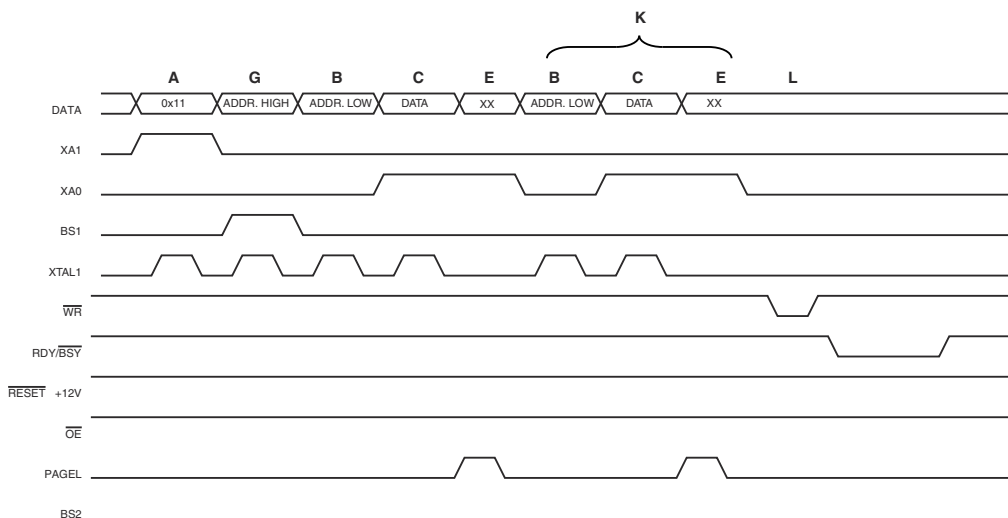 K
A G B C E B C E L
DATA 0x11 ADDR. HIGH ADDR. LOW DATA XX ADDR. LOW DATA XX
XA1
XA0
BS1
XTAL1
WR
RDY/BSY
RESET +12V
OE
PAGEL
BS2